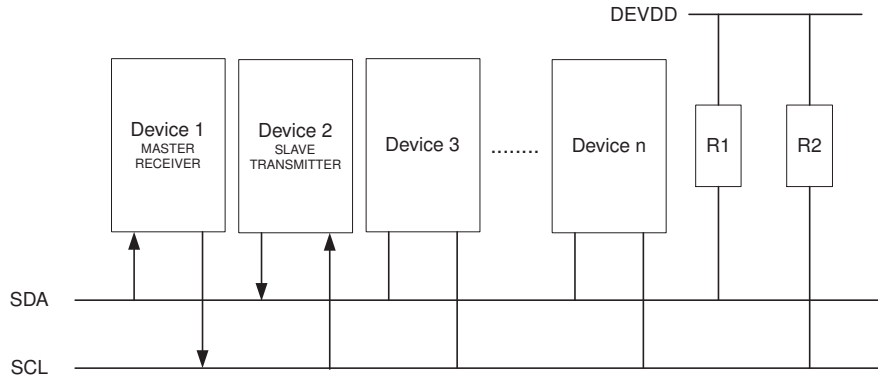 DEVDD
Device 1
MASTER
RECEIVER
Device 2
SLAVE
TRANSMITTER
Device 3
........
Device n
R1
R2
SDA
SCL